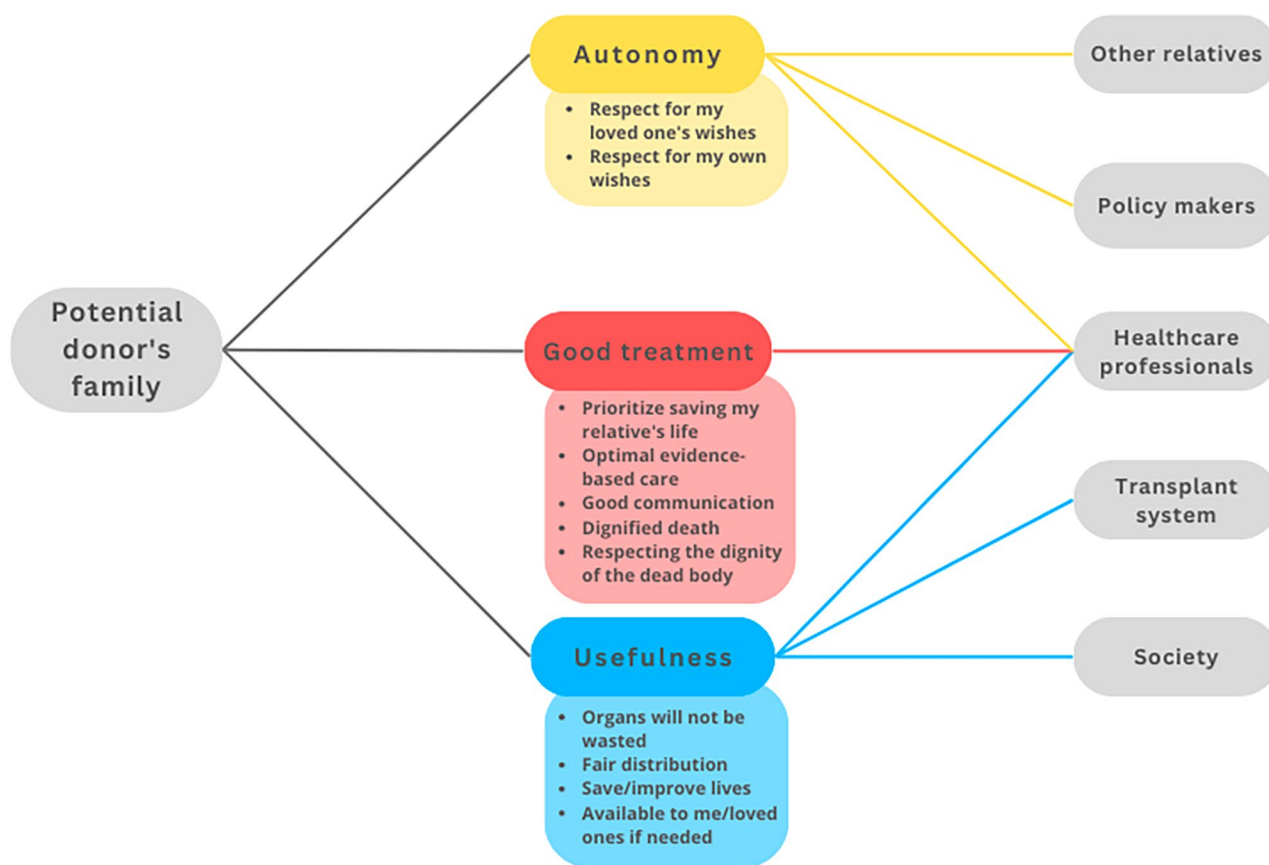 Potential
donor's
family
Autonomy
• Respect for my
loved one's wishes
• Respect for my own
wishes
Good treatment
• Prioritize saving my
relative's life
• Optimal evidence-
based care
• Good communication
• Dignified death
• Respecting the dignity
of the dead body
Usefulness
• Organs will not be
wasted
• Fair distribution
• Save/improve lives
• Available to me/loved
ones if needed
Other relatives
Policy makers
Healthcare
professionals
Transplant
system
Society